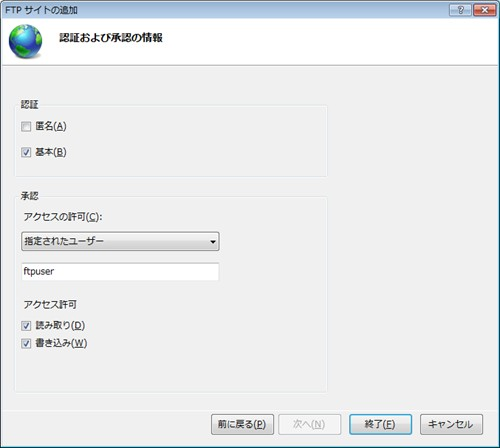 FTP サイトの追加
認証および承認の情報
認証
匿名(A)
基本(B)
承認
アクセスの許可(C):
指定されたユーザー
ftpuser
アクセス許可
読み取り(D)
書き込み(W)
前に戻る(P)
次へ(N)
終了(F)
キャンセル